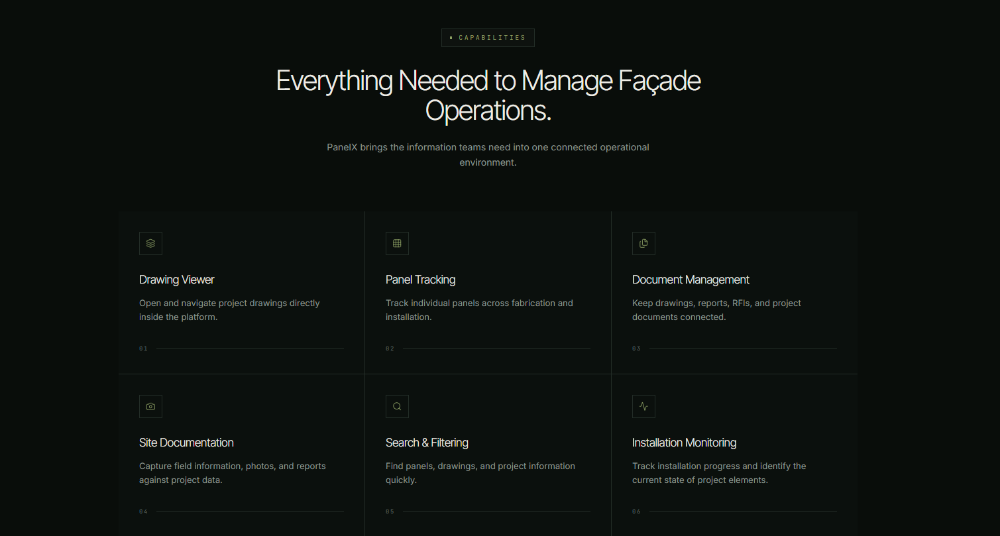 CAPABILITIES
Everything Needed to Manage Façade
Operations.
PanelX brings the information teams need into one connected operational
environment.
Drawing Viewer
Open and navigate project drawings directly
inside the platform.
01
Panel Tracking
Track individual panels across fabrication and
installation.
02
Document Management
Keep drawings, reports, RFIs, and project
documents connected.
03
Site Documentation
Capture field information, photos, and reports
against project data.
04
Search & Filtering
Find panels, drawings, and project information
quickly.
05
Installation Monitoring
Track installation progress and identify the
current state of project elements.
06